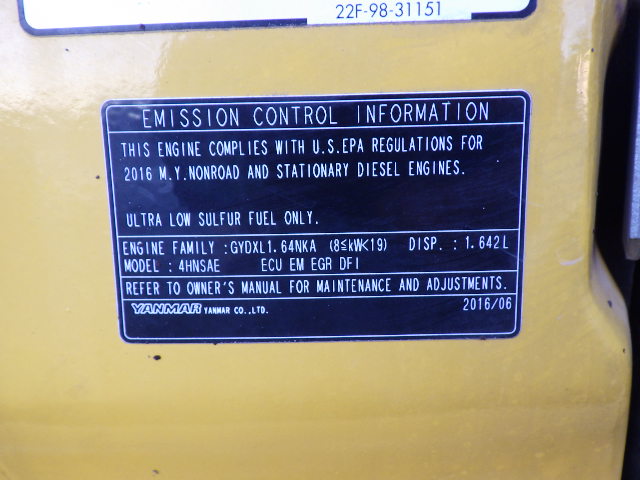 22F-98-31151
EMISSION CONTROL INFORMATION
THIS ENGINE COMPLIES WITH U.S.EPA REGULATIONS FOR
2016 M.Y.NONROAD AND STATIONARY DIESEL ENGINES.
ULTRA LOW SULFUR FUEL ONLY.
ENGINE FAMILY :GYDXL1.64NKA (8≦kW<19) DISP. :1.642L
MODEL :4HNSAE ECU EM EGR DFI
REFER TO OWNER'S MANUAL FOR MAINTENANCE AND ADJUSTMENTS.
YANMAR YANMAR CO.,LTD. 2016/06